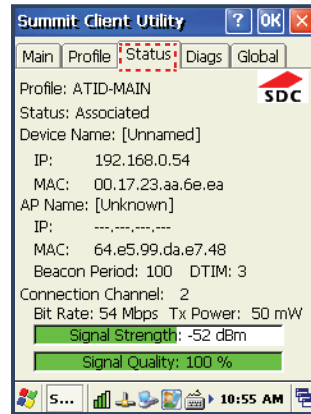 Summit Client Utility ? OK ×
Main Profile Status Diags Global
Profile: ATID-MAIN
SDC
Status: Associated
Device Name: [Unnamed]
IP: 192.168.0.54
MAC: 00.17.23.aa.6e.ea
AP Name: [Unknown]
IP: ---.---.---.---
MAC: 64.e5.99.da.e7.48
Beacon Period: 100 DTIM: 3
Connection Channel: 2
Bit Rate: 54 Mbps Tx Power: 50 mW
Signal Strength: -52 dBm
Signal Quality: 100 %
S... 10:55 AM